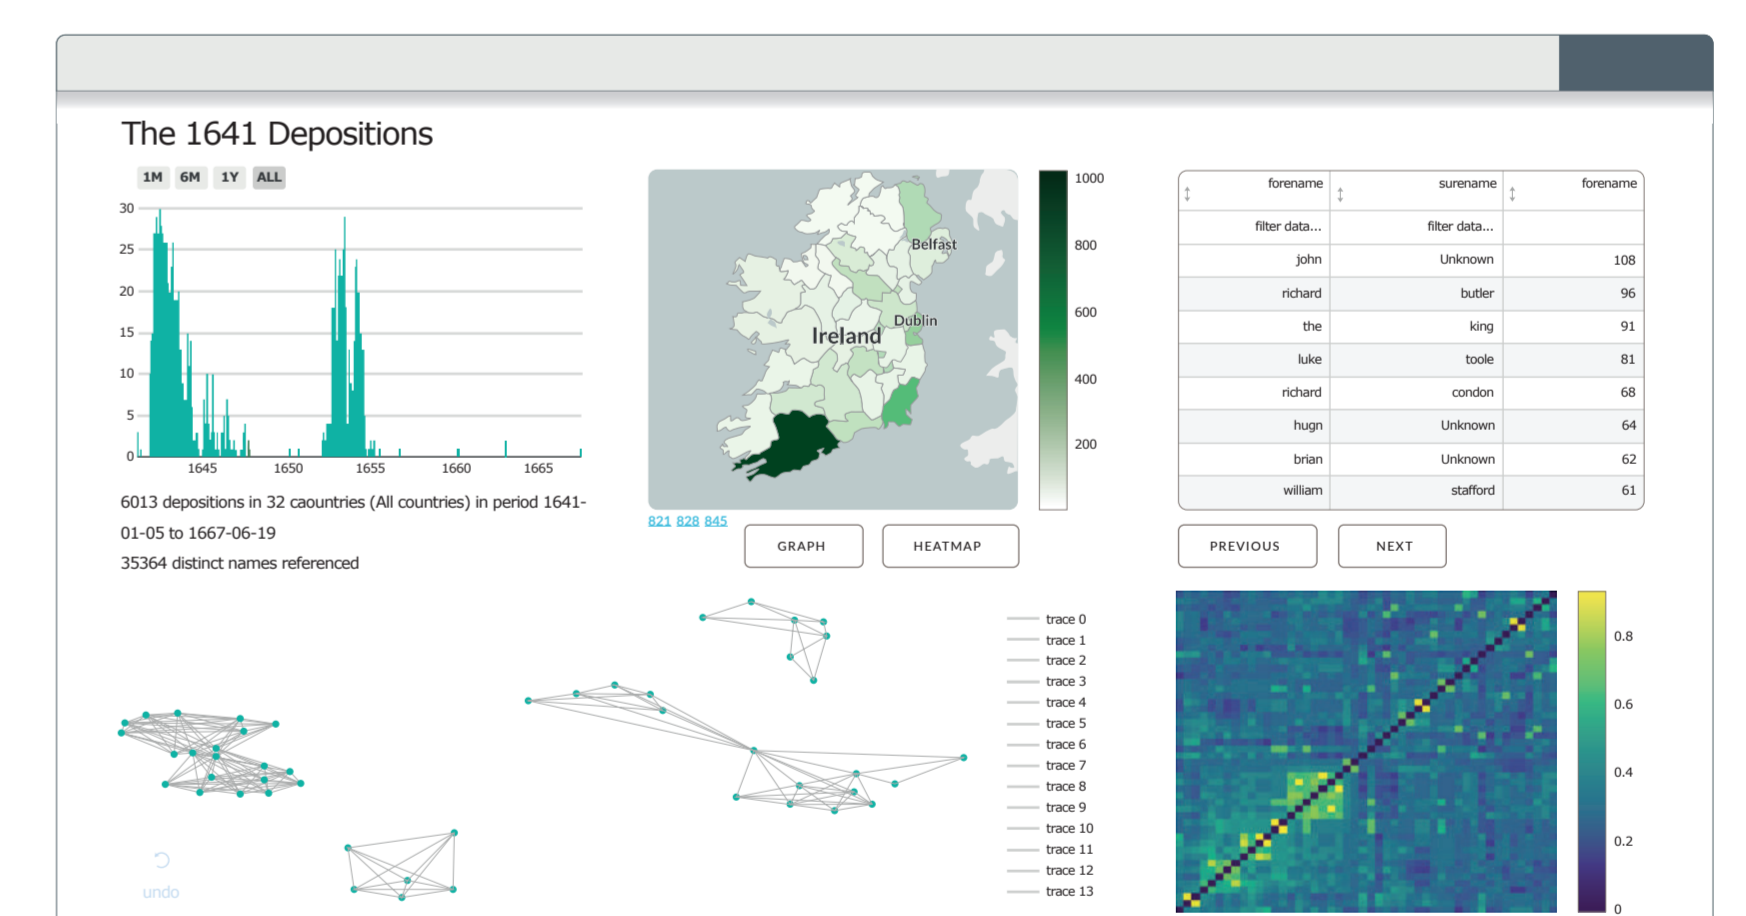 The 1641 Depositions
1M 6M 1Y ALL
30
25
20
15
10
5
0
1645 1650 1655 1660 1665
6013 depositions in 32 caountries (All countries) in period 1641-
01-05 to 1667-06-19
35364 distinct names referenced
Belfast
Dublin
Ireland
1000
800
600
400
200
821 828 845
GRAPH HEATMAP
forename surename forename
filter data... filter data...
john Unknown 108
richard butler 96
the king 91
luke toole 81
richard condon 68
hugn Unknown 64
brian Unknown 62
william stafford 61
PREVIOUS NEXT
undo
trace 0
trace 1
trace 2
trace 3
trace 4
trace 5
trace 6
trace 7
trace 8
trace 9
trace 10
trace 11
trace 12
trace 13
0.8
0.6
0.4
0.2
0